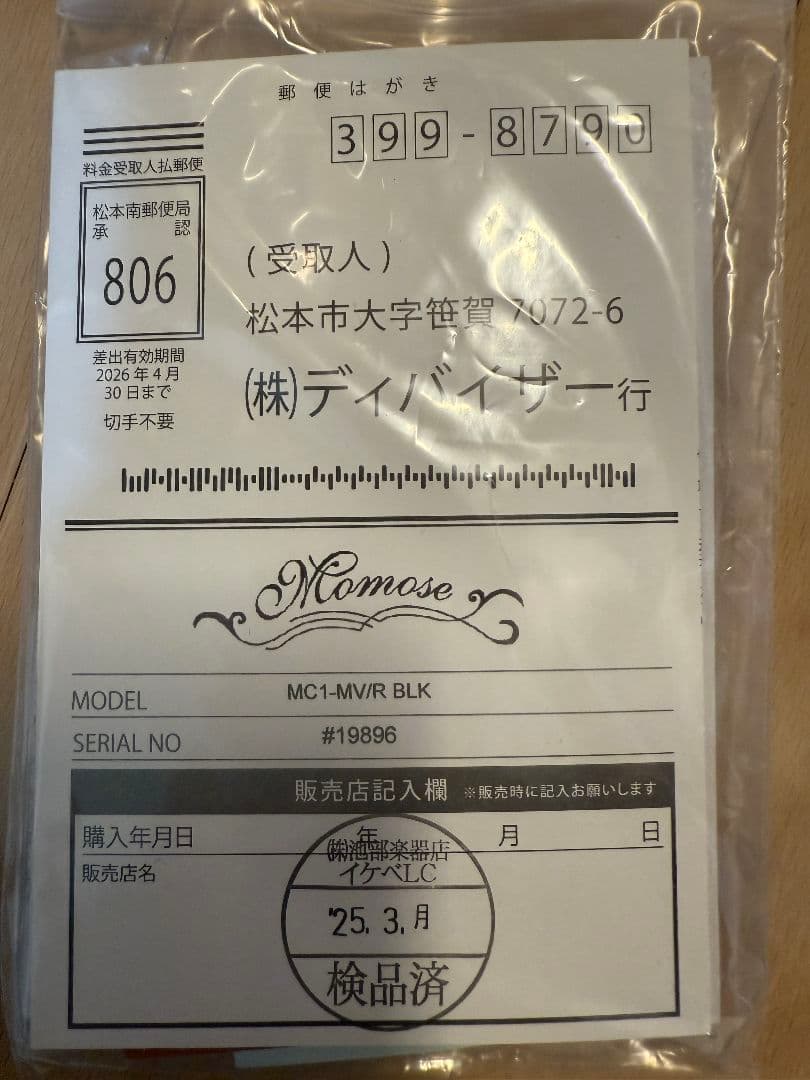 郵便はがき
399-8790
料金受取人払郵便
松本南郵便局
承認
806
差出有効期間
2026年4月
30日まで
切手不要
(受取人)
松本市大字笹賀7072-6
(株)ディバイザー行
Momose
MODEL MC1-MV/R BLK
SERIAL NO #19896
販売店記入欄 ※販売時に記入お願いします
購入年月日 年 月 日
販売店名
(株)池部楽器店
イケベLC
'25.3.月
検品済